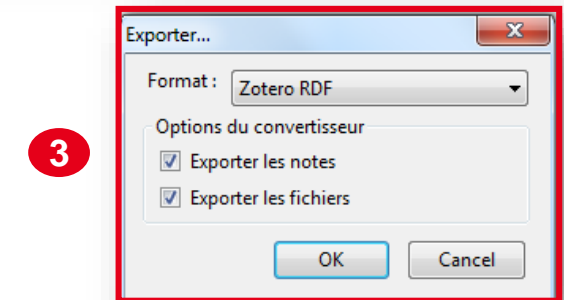 Exporter...
Format :
Zotero RDF
Options du convertisseur
3
Exporter les notes
Exporter les fichiers
OK
Cancel